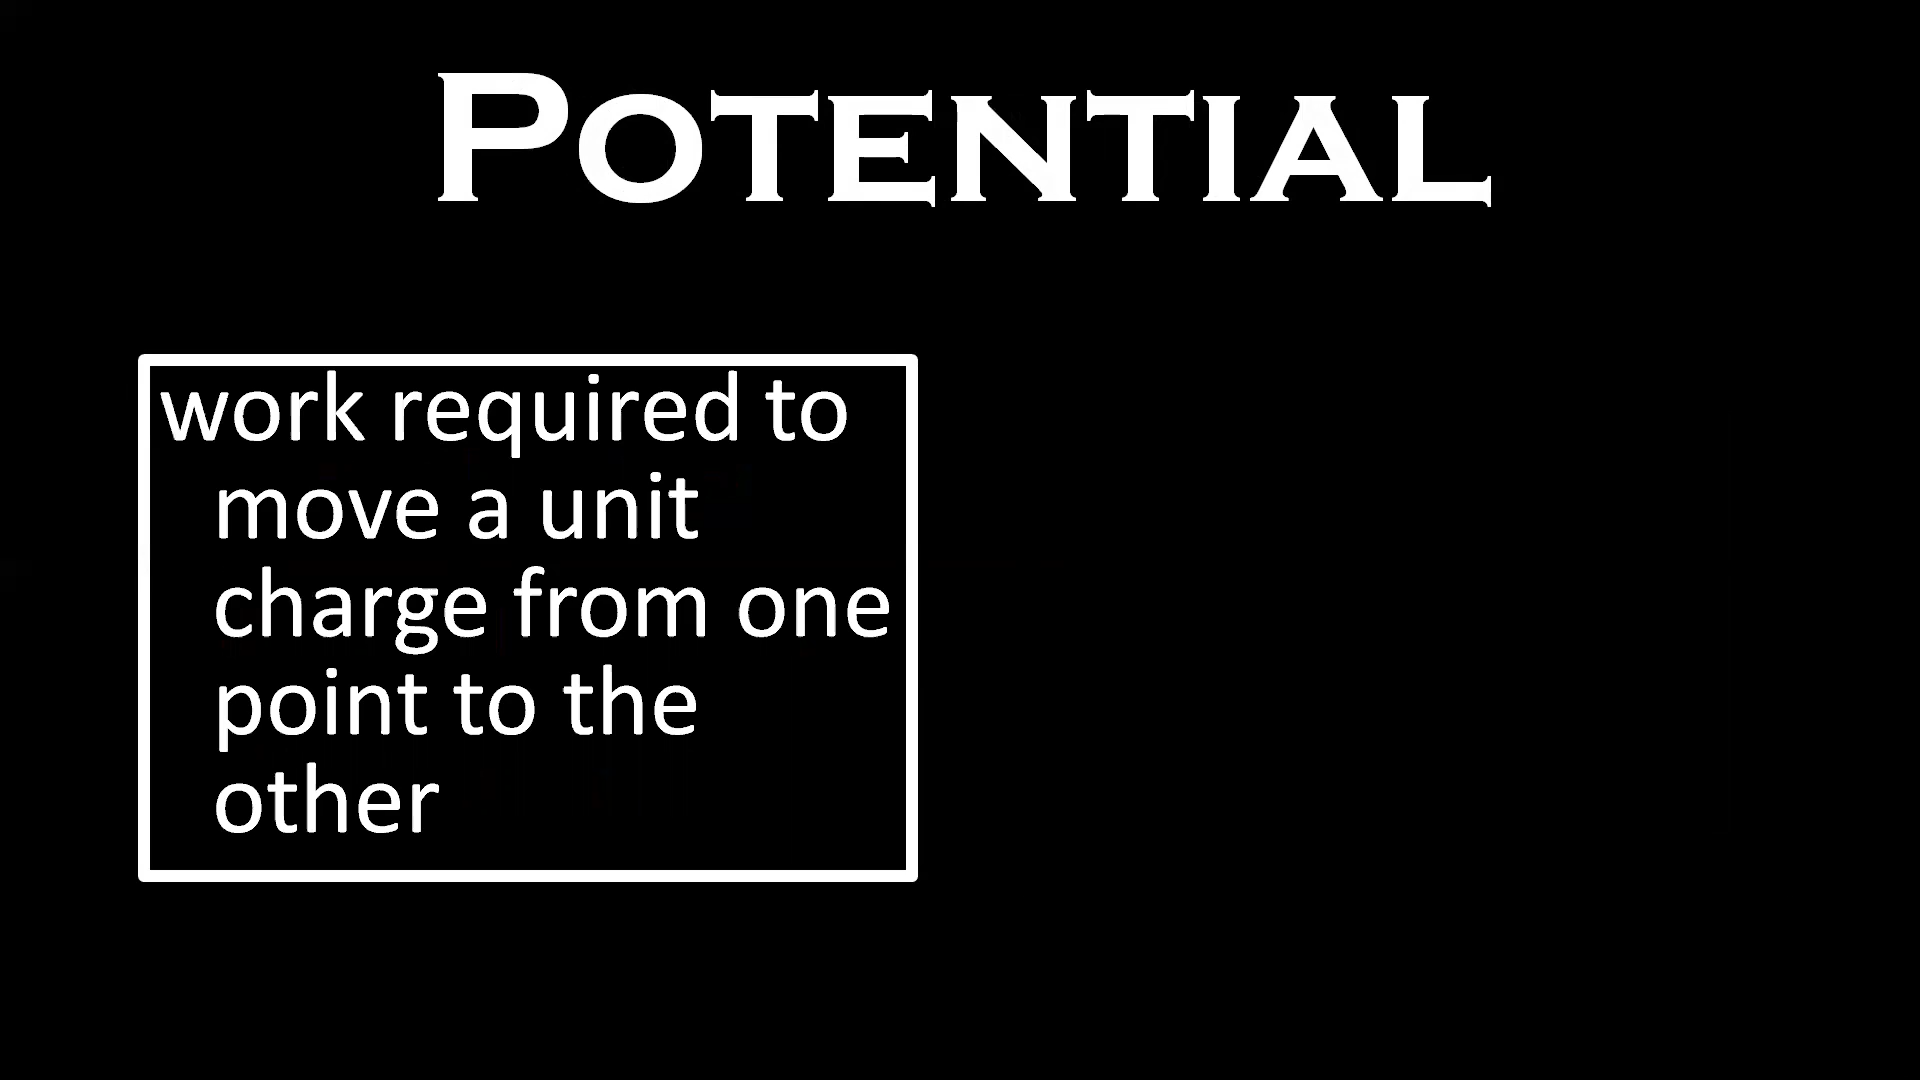 POTENTIAL
work required to
move a unit
charge from one
point to the
other